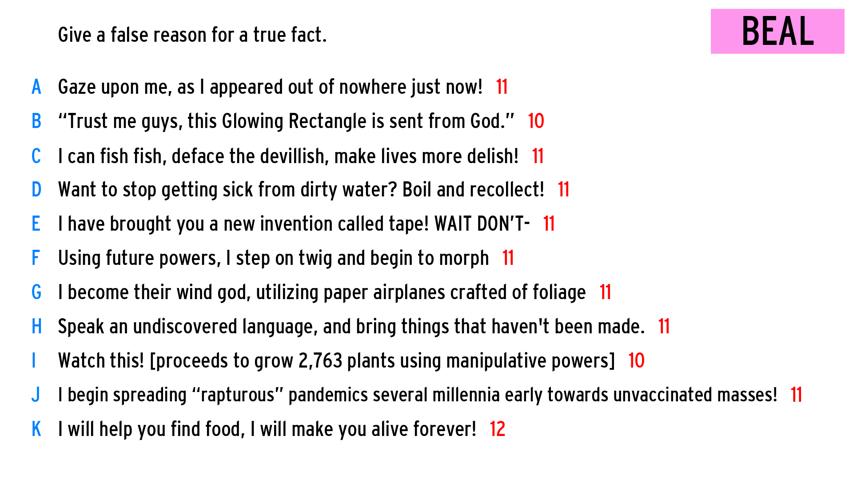 Give a false reason for a true fact.
BEAL
A Gaze upon me, as I appeared out of nowhere just now! 11
B “Trust me guys, this Glowing Rectangle is sent from God.” 10
C I can fish fish, deface the devillish, make lives more delish! 11
D Want to stop getting sick from dirty water? Boil and recollect! 11
E I have brought you a new invention called tape! WAIT DON’T- 11
F Using future powers, I step on twig and begin to morph 11
G I become their wind god, utilizing paper airplanes crafted of foliage 11
H Speak an undiscovered language, and bring things that haven't been made. 11
I Watch this! [proceeds to grow 2,763 plants using manipulative powers] 10
J I begin spreading “rapturous” pandemics several millennia early towards unvaccinated masses! 11
K I will help you find food, I will make you alive forever! 12